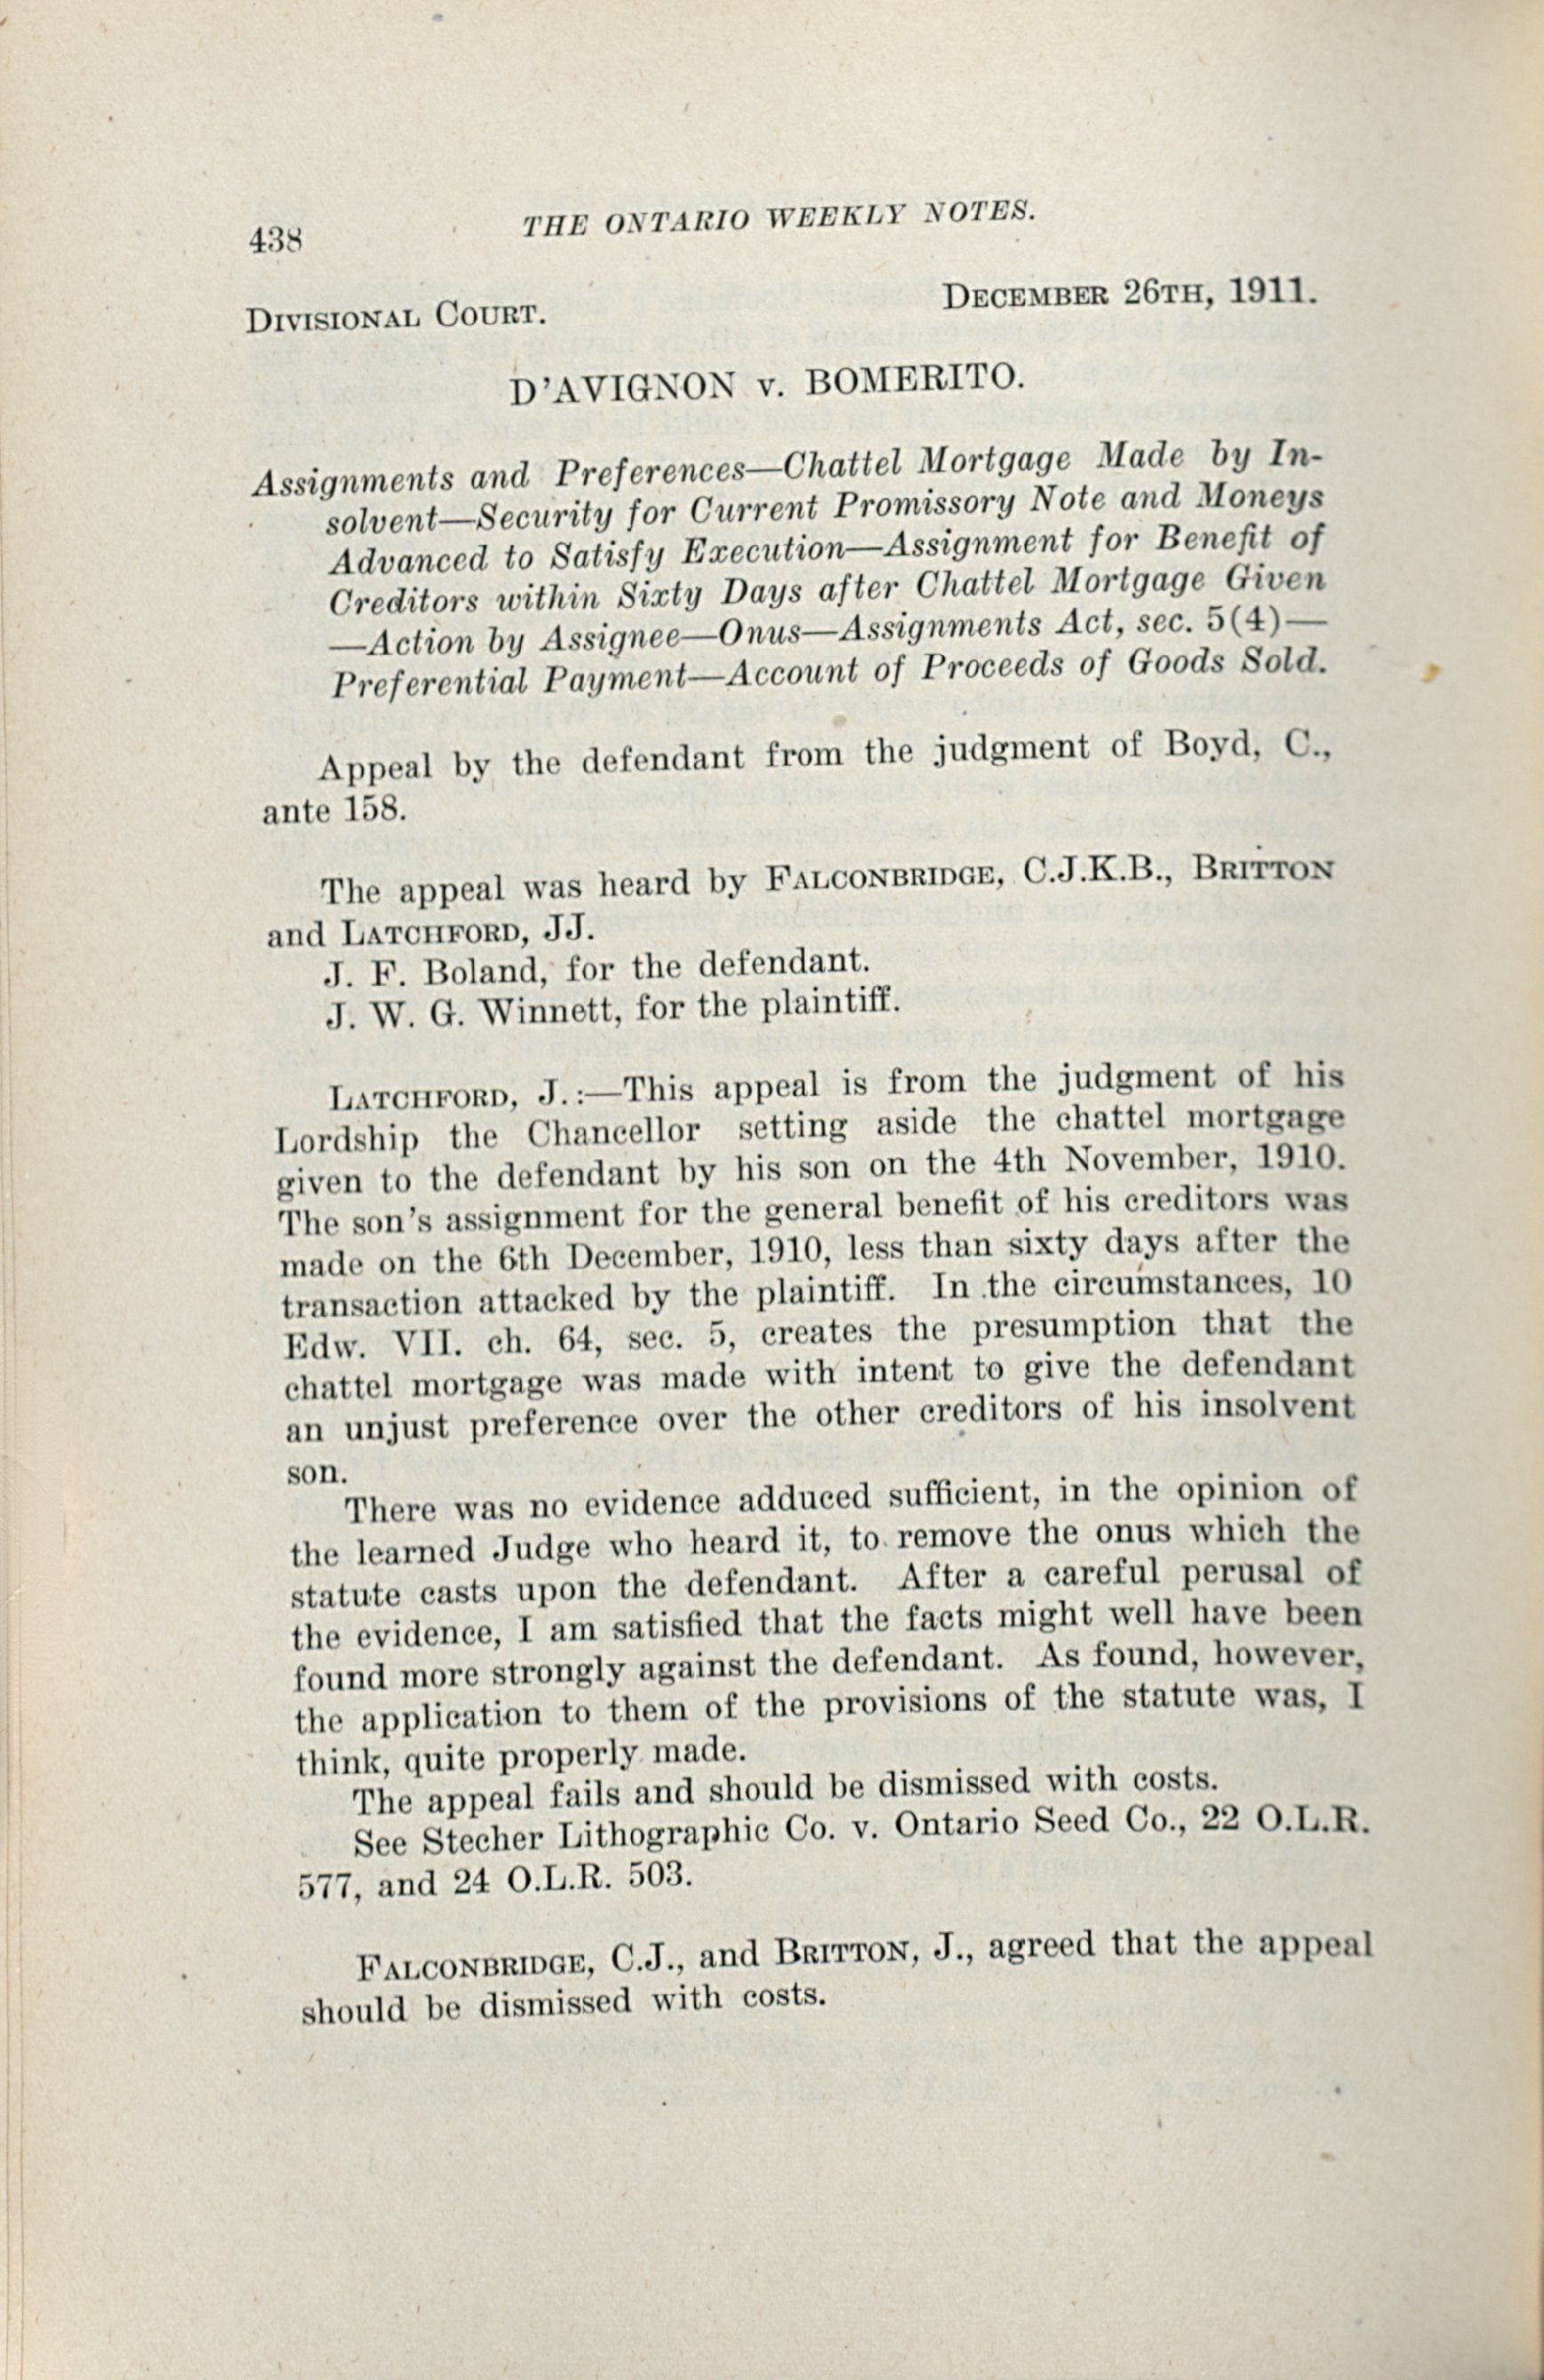 438
THE ONTARIO WEEKLY NOTES.
DIVISIONAL COURT.
DECEMBER 26TH, 1911.
D'AVIGNON v. BOMERITO.
Assignments and Preferences—Chattel Mortgage Made by In-
solvent—Security for Current Promissory Note and Moneys
Advanced to Satisfy Execution—Assignment for Benefit of
Creditors within Sixty Days after Chattel Mortgage Given
—Action by Assignee—Onus—Assignments Act, sec. 5(4)—
Preferential Payment—Account of Proceeds of Goods Sold.
Appeal by the defendant from the judgment of Boyd, C.,
ante 158.
The appeal was heard by FALCONBRIDGE, C.J.K.B., BRITTON
and LATCHFORD, JJ.
J. F. Boland, for the defendant.
J. W. G. Winnett, for the plaintiff.
LATCHFORD, J.:—This appeal is from the judgment of his
Lordship the Chancellor setting aside the chattel mortgage
given to the defendant by his son on the 4th November, 1910.
The son's assignment for the general benefit of his creditors was
made on the 6th December, 1910, less than sixty days after the
transaction attacked by the plaintiff. In the circumstances, 10
Edw. VII. ch. 64, sec. 5, creates the presumption that the
chattel mortgage was made with intent to give the defendant
an unjust preference over the other creditors of his insolvent
son.
There was no evidence adduced sufficient, in the opinion of
the learned Judge who heard it, to remove the onus which the
statute casts upon the defendant. After a careful perusal of
the evidence, I am satisfied that the facts might well have been
found more strongly against the defendant. As found, however,
the application to them of the provisions of the statute was, I
think, quite properly made.
The appeal fails and should be dismissed with costs.
See Stecher Lithographic Co. v. Ontario Seed Co., 22 O.L.R.
577, and 24 O.L.R. 503.
FALCONBRIDGE, C.J., and BRITTON, J., agreed that the appeal
should be dismissed with costs.